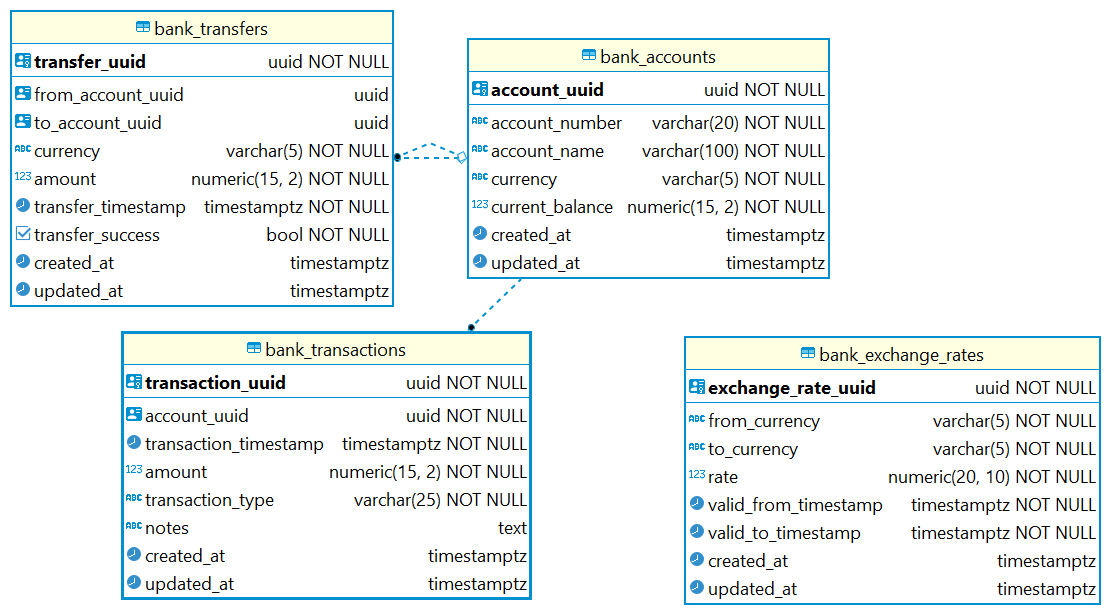 bank_transfers
transfer_uuid uuid NOT NULL
from_account_uuid uuid
to_account_uuid uuid
ABC currency varchar(5) NOT NULL
123 amount numeric(15, 2) NOT NULL
transfer_timestamp timestamptz NOT NULL
transfer_success bool NOT NULL
created_at timestamptz
updated_at timestamptz
bank_accounts
account_uuid uuid NOT NULL
ABC account_number varchar(20) NOT NULL
ABC account_name varchar(100) NOT NULL
ABC currency varchar(5) NOT NULL
123 current_balance numeric(15, 2) NOT NULL
created_at timestamptz
updated_at timestamptz
bank_transactions
transaction_uuid uuid NOT NULL
account_uuid uuid NOT NULL
transaction_timestamp timestamptz NOT NULL
123 amount numeric(15, 2) NOT NULL
ABC transaction_type varchar(25) NOT NULL
ABC notes text
created_at timestamptz
updated_at timestamptz
bank_exchange_rates
exchange_rate_uuid uuid NOT NULL
ABC from_currency varchar(5) NOT NULL
ABC to_currency varchar(5) NOT NULL
123 rate numeric(20, 10) NOT NULL
valid_from_timestamp timestamptz NOT NULL
valid_to_timestamp timestamptz NOT NULL
created_at timestamptz
updated_at timestamptz